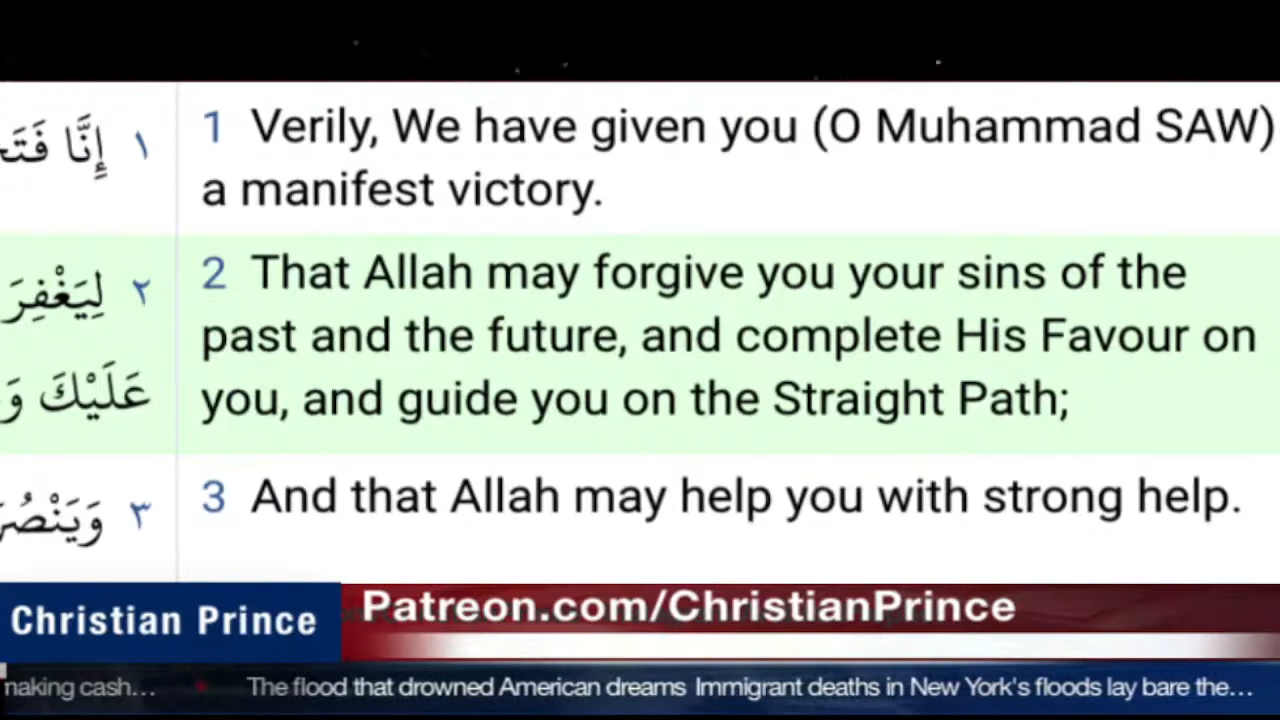 1 Verily, We have given you (O Muhammad SAW)
a manifest victory.
١ إِنَّا
2 That Allah may forgive you your sins of the
past and the future, and complete His Favour on
you, and guide you on the Straight Path;
٢ لِيَغْفِرَ
عَلَيْكَ
3 And that Allah may help you with strong help.
٣
Christian Prince
Patreon.com/ChristianPrince
making cash... The flood that drowned American dreams Immigrant deaths in New York's floods lay bare the...